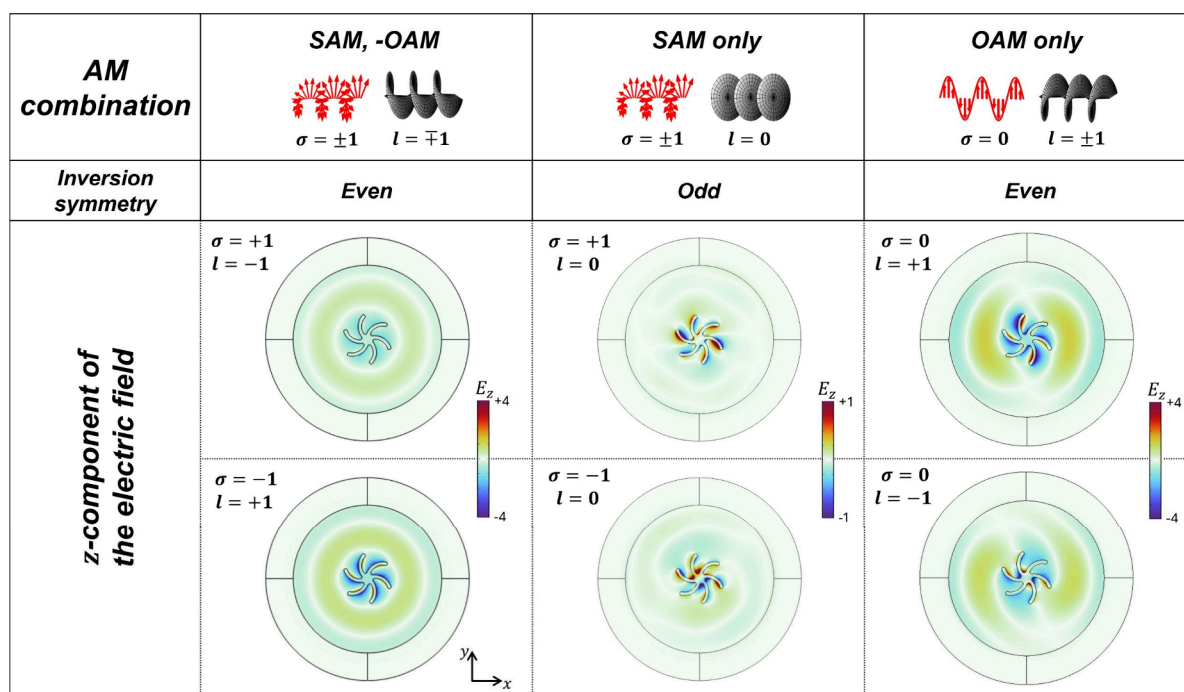 AM combination
SAM, -OAM
σ = ±1
l = ∓1
SAM only
σ = ±1
l = 0
OAM only
σ = 0
l = ±1
Inversion symmetry
Even
Odd
Even
z-component of
the electric field
σ = +1
l = −1
σ = +1
l = 0
σ = 0
l = +1
E_z
+4
-4
E_z
+1
-1
E_z
+4
-4
σ = −1
l = +1
σ = −1
l = 0
σ = 0
l = −1
y
x